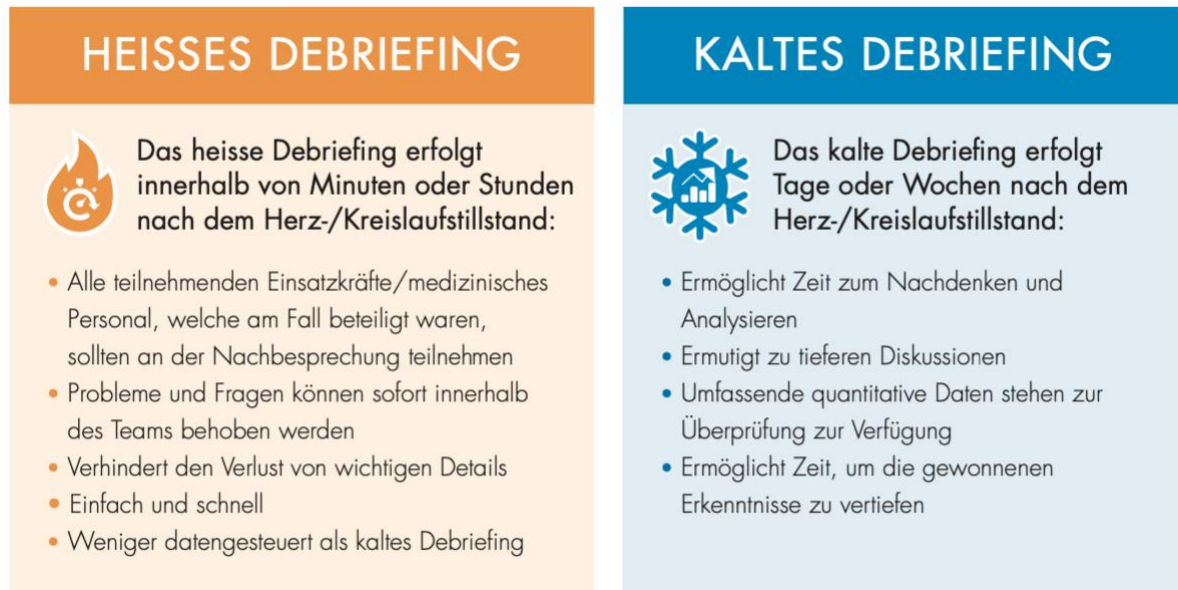 HEISSES DEBRIEFING
Das heisse Debriefing erfolgt
innerhalb von Minuten oder Stunden
nach dem Herz-/Kreislaufstillstand:
• Alle teilnehmenden Einsatzkräfte/medizinisches
Personal, welche am Fall beteiligt waren,
sollten an der Nachbesprechung teilnehmen
• Probleme und Fragen können sofort innerhalb
des Teams behoben werden
• Verhindert den Verlust von wichtigen Details
• Einfach und schnell
• Weniger datengesteuert als kaltes Debriefing
KALTES DEBRIEFING
Das kalte Debriefing erfolgt
Tage oder Wochen nach dem
Herz-/Kreislaufstillstand:
• Ermöglicht Zeit zum Nachdenken und
Analysieren
• Ermutigt zu tieferen Diskussionen
• Umfassende quantitative Daten stehen zur
Überprüfung zur Verfügung
• Ermöglicht Zeit, um die gewonnenen
Erkenntnisse zu vertiefen